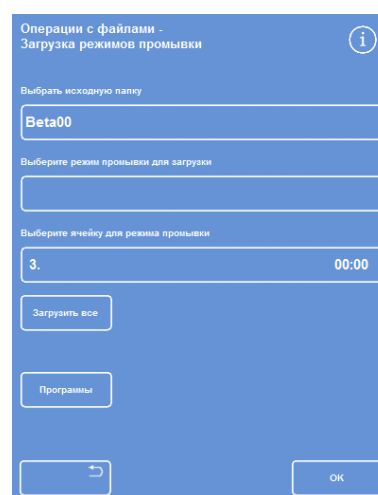 Операции с файлами -
Загрузка режимов промывки
i
Выбрать исходную папку
Beta00
Выберите режим промывки для загрузки
Выберите ячейку для режима промывки
3. 00:00
Загрузить все
Программы
ОК